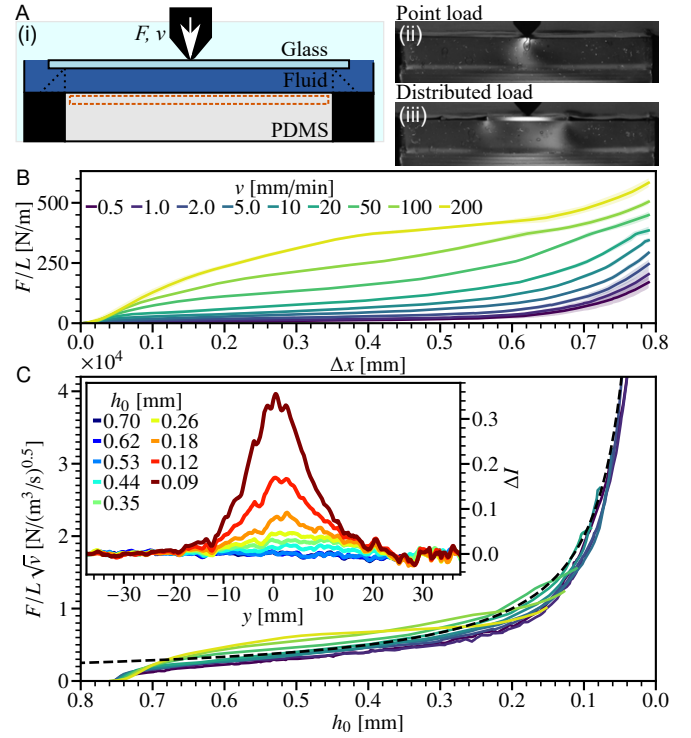 A
(i)
F, v
Glass
Fluid
PDMS
Point load
(ii)
Distributed load
(iii)
B
v [mm/min]
0.5 1.0 2.0 5.0 10 20 50 100 200
F/L [N/m]
500
250
0
0.0 0.1 0.2 0.3 0.4 0.5 0.6 0.7 0.8
Δx [mm]
C
×10⁴
F/L √v [N/(m³/s)^0.5]
4
3
2
1
0
h₀ [mm]
0.70 0.26
0.62 0.18
0.53 0.12
0.44 0.09
0.35
ΔI
0.3
0.2
0.1
0.0
−30 −20 −10 0 10 20 30
y [mm]
0.8 0.7 0.6 0.5 0.4 0.3 0.2 0.1 0.0
h₀ [mm]